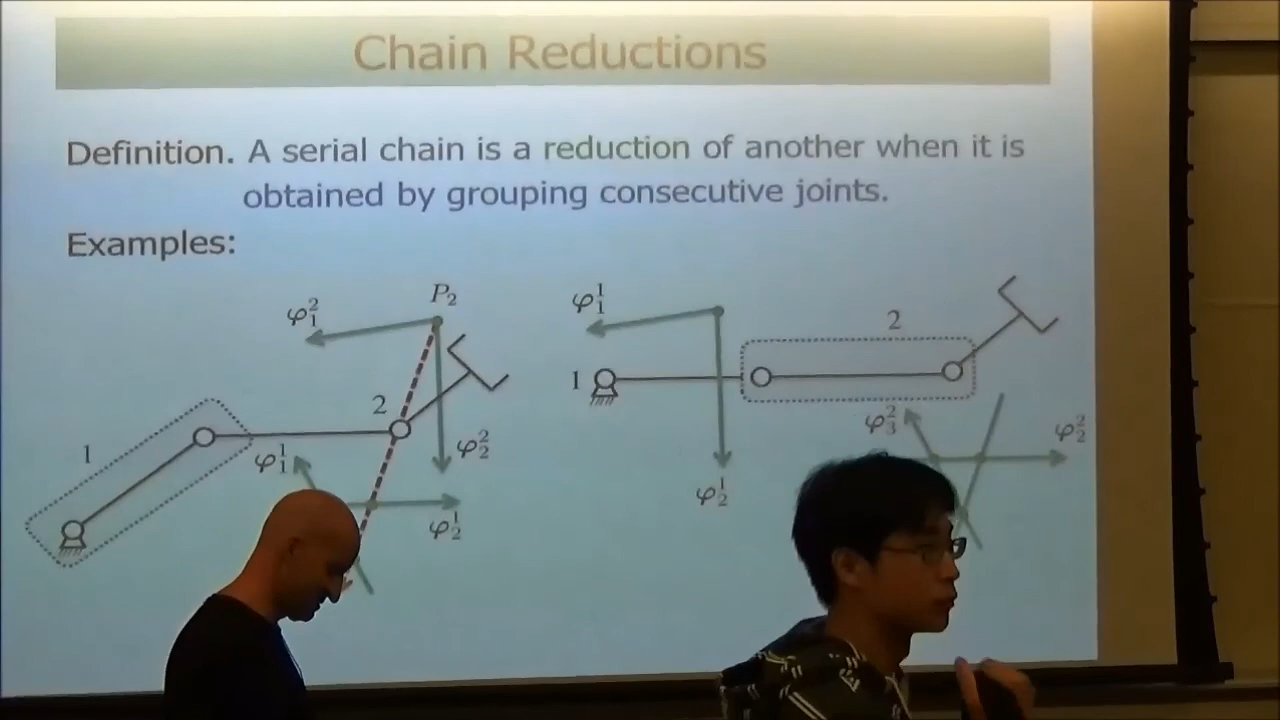 Chain Reductions
Definition. A serial chain is a reduction of another when it is
obtained by grouping consecutive joints.
Examples:
φ₁² P₂ φ₁¹ 2
1 2 φ₁¹ φ₂² 1 φ₃² φ₂²
φ₂¹ φ₂¹